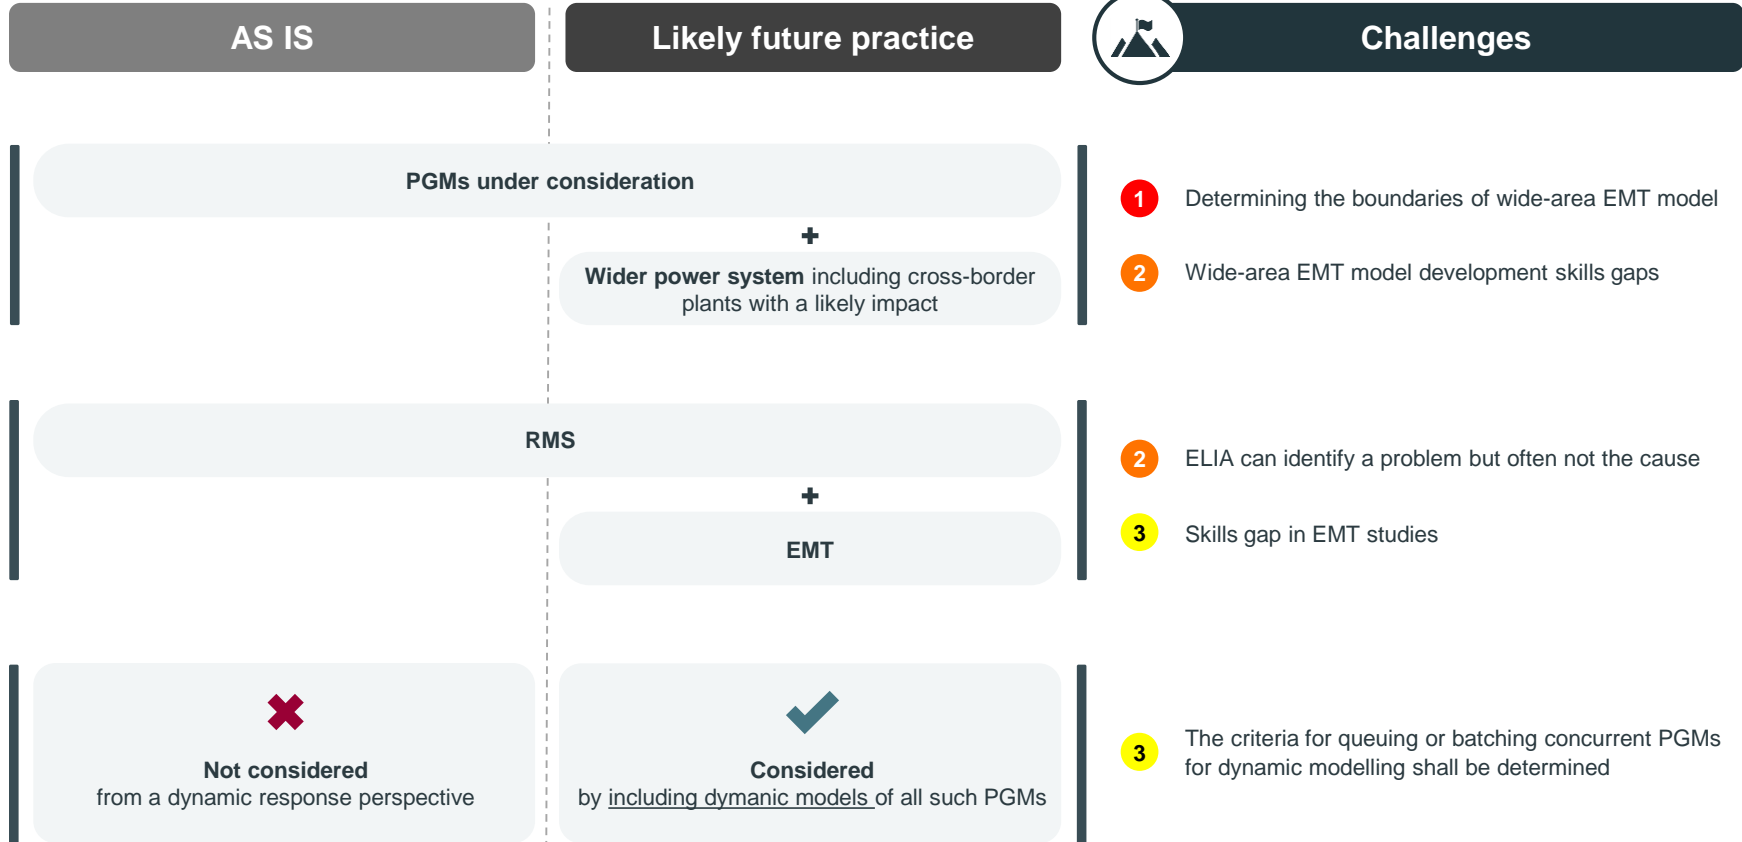 AS IS
Likely future practice
Challenges
PGMs under consideration
+
Wider power system including cross-border
plants with a likely impact
1 Determining the boundaries of wide-area EMT model
2 Wide-area EMT model development skills gaps
RMS
+
EMT
2 ELIA can identify a problem but often not the cause
3 Skills gap in EMT studies
Not considered
from a dynamic response perspective
Considered
by including dymanic models of all such PGMs
3 The criteria for queuing or batching concurrent PGMs
for dynamic modelling shall be determined